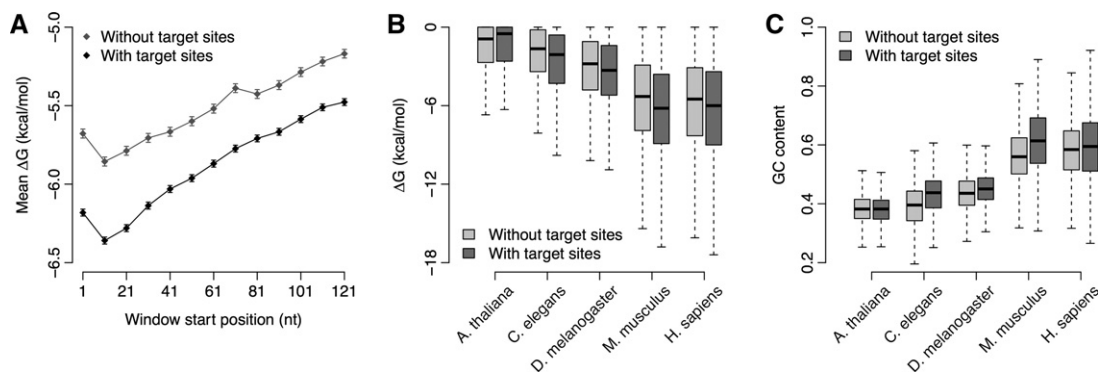 A
Without target sites
With target sites
Mean ΔG (kcal/mol)
−5.0
−5.5
−6.0
−6.5
1 21 41 61 81 101 121
Window start position (nt)
B
ΔG (kcal/mol)
0
−6
−12
−18
Without target sites
With target sites
A. thaliana
C. elegans
D. melanogaster
M. musculus
H. sapiens
C
Without target sites
With target sites
GC content
1.0
0.8
0.6
0.4
0.2
A. thaliana
C. elegans
D. melanogaster
M. musculus
H. sapiens